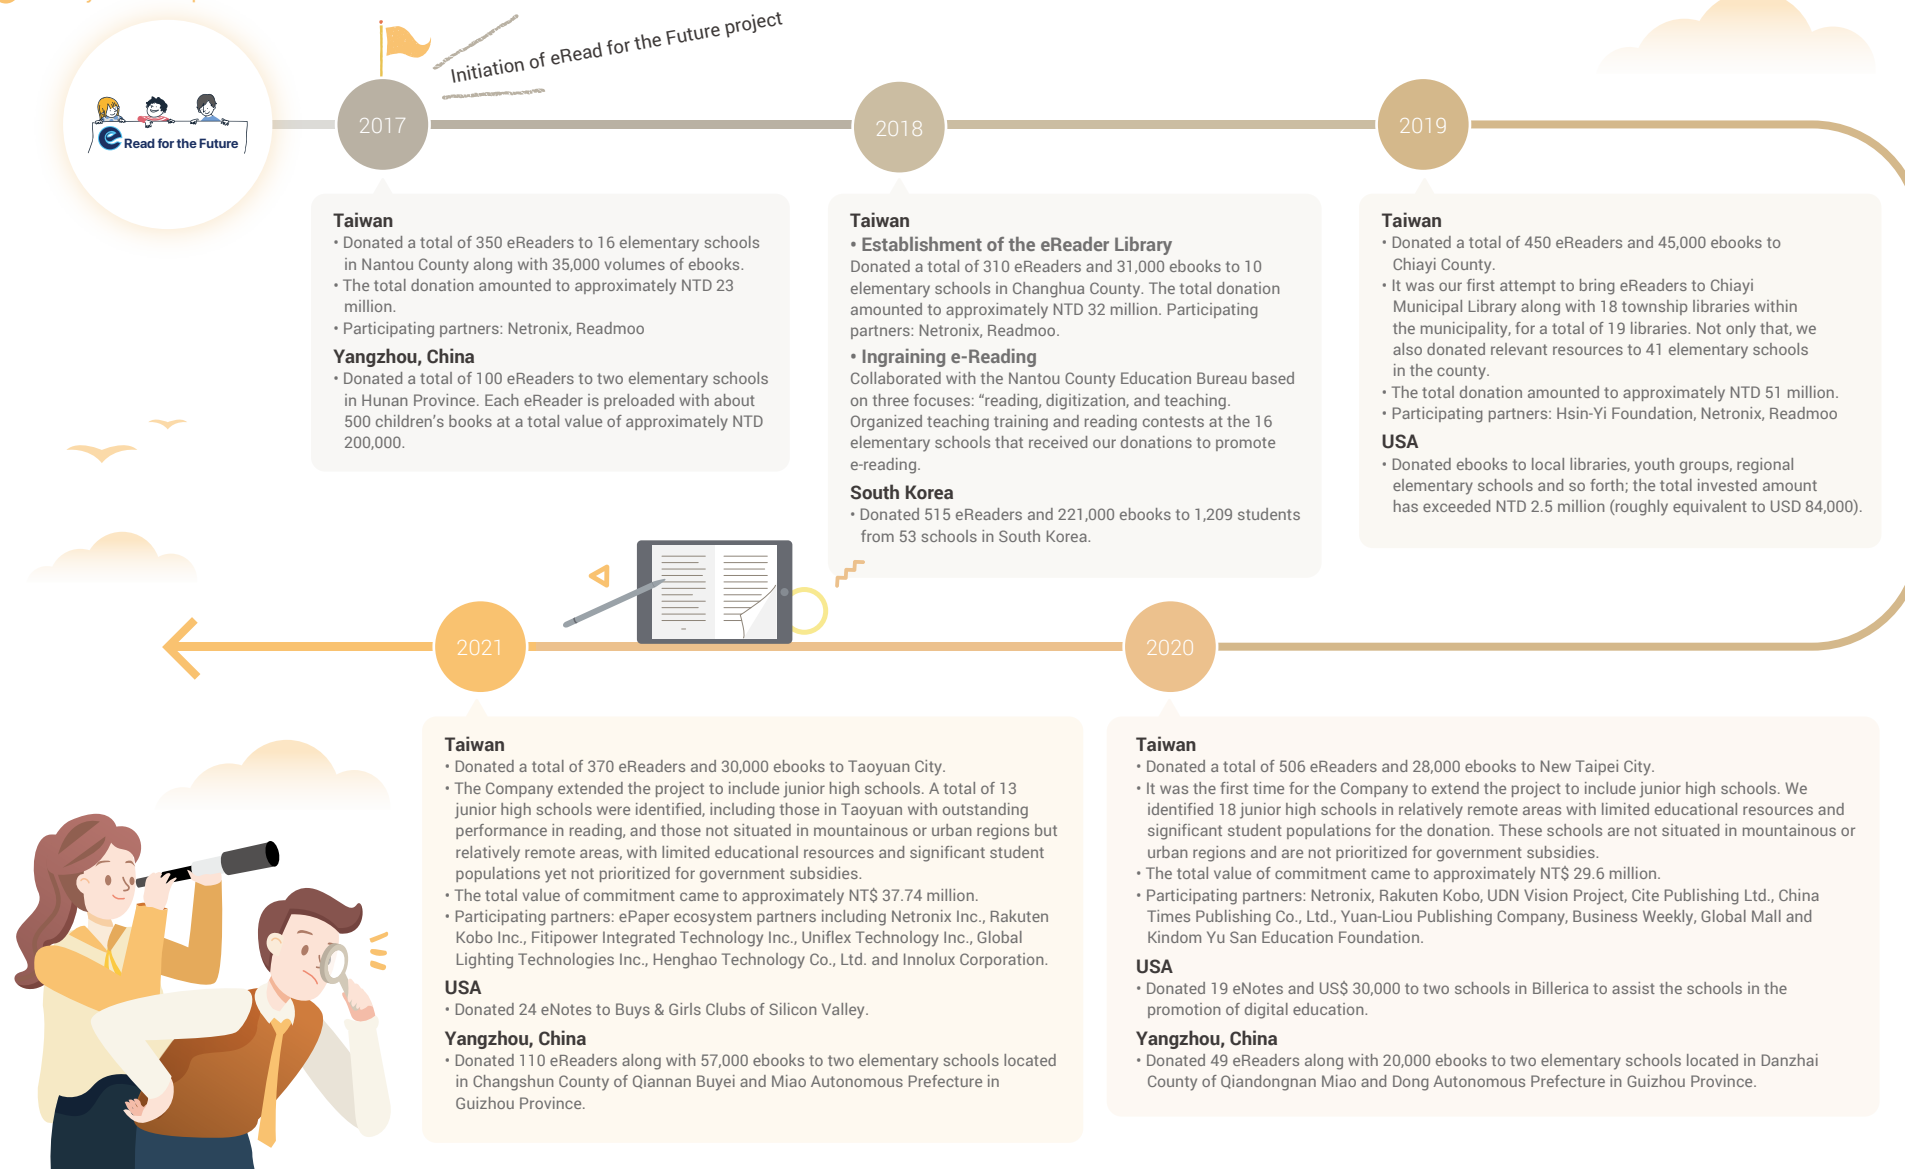 Initiation of eRead for the Future project
e Read for the Future
2017
2018
2019
Taiwan
• Donated a total of 350 eReaders to 16 elementary schools
in Nantou County along with 35,000 volumes of ebooks.
• The total donation amounted to approximately NTD 23
million.
• Participating partners: Netronix, Readmoo
Yangzhou, China
• Donated a total of 100 eReaders to two elementary schools
in Hunan Province. Each eReader is preloaded with about
500 children’s books at a total value of approximately NTD
200,000.
Taiwan
• Establishment of the eReader Library
Donated a total of 310 eReaders and 31,000 ebooks to 10
elementary schools in Changhua County. The total donation
amounted to approximately NTD 32 million. Participating
partners: Netronix, Readmoo.
• Ingraining e-Reading
Collaborated with the Nantou County Education Bureau based
on three focuses: “reading, digitization, and teaching.
Organized teaching training and reading contests at the 16
elementary schools that received our donations to promote
e-reading.
South Korea
• Donated 515 eReaders and 221,000 ebooks to 1,209 students
from 53 schools in South Korea.
Taiwan
• Donated a total of 450 eReaders and 45,000 ebooks to
Chiayi County.
• It was our first attempt to bring eReaders to Chiayi
Municipal Library along with 18 township libraries within
the municipality, for a total of 19 libraries. Not only that, we
also donated relevant resources to 41 elementary schools
in the county.
• The total donation amounted to approximately NTD 51 million.
• Participating partners: Hsin-Yi Foundation, Netronix, Readmoo
USA
• Donated ebooks to local libraries, youth groups, regional
elementary schools and so forth; the total invested amount
has exceeded NTD 2.5 million (roughly equivalent to USD 84,000).
2021
2020
Taiwan
• Donated a total of 370 eReaders and 30,000 ebooks to Taoyuan City.
• The Company extended the project to include junior high schools. A total of 13
junior high schools were identified, including those in Taoyuan with outstanding
performance in reading, and those not situated in mountainous or urban regions but
relatively remote areas, with limited educational resources and significant student
populations yet not prioritized for government subsidies.
• The total value of commitment came to approximately NT$ 37.74 million.
• Participating partners: ePaper ecosystem partners including Netronix Inc., Rakuten
Kobo Inc., Fitipower Integrated Technology Inc., Uniflex Technology Inc., Global
Lighting Technologies Inc., Henghao Technology Co., Ltd. and Innolux Corporation.
USA
• Donated 24 eNotes to Buys & Girls Clubs of Silicon Valley.
Yangzhou, China
• Donated 110 eReaders along with 57,000 ebooks to two elementary schools located
in Changshun County of Qiannan Buyei and Miao Autonomous Prefecture in
Guizhou Province.
Taiwan
• Donated a total of 506 eReaders and 28,000 ebooks to New Taipei City.
• It was the first time for the Company to extend the project to include junior high schools. We
identified 18 junior high schools in relatively remote areas with limited educational resources and
significant student populations for the donation. These schools are not situated in mountainous or
urban regions and are not prioritized for government subsidies.
• The total value of commitment came to approximately NT$ 29.6 million.
• Participating partners: Netronix, Rakuten Kobo, UDN Vision Project, Cite Publishing Ltd., China
Times Publishing Co., Ltd., Yuan-Liou Publishing Company, Business Weekly, Global Mall and
Kindom Yu San Education Foundation.
USA
• Donated 19 eNotes and US$ 30,000 to two schools in Billerica to assist the schools in the
promotion of digital education.
Yangzhou, China
• Donated 49 eReaders along with 20,000 ebooks to two elementary schools located in Danzhai
County of Qiandongnan Miao and Dong Autonomous Prefecture in Guizhou Province.